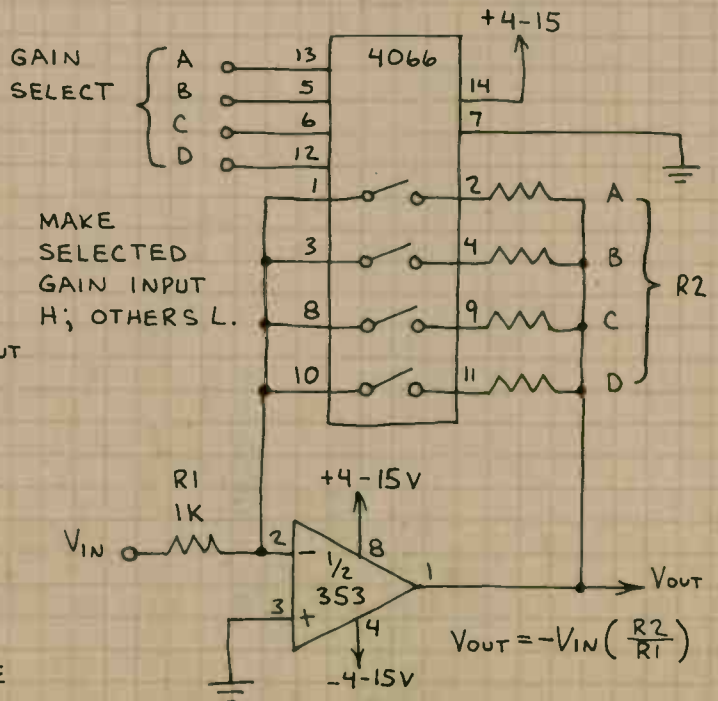 +4-15
GAIN
SELECT
A 13
B 5
C 6
D 12
4066
14
7
1 2 A
3 4 B
8 9 C
10 11 D
R2
MAKE
SELECTED
GAIN INPUT
H; OTHERS L.
UT
R1
1K
+4-15V
VIN
2 -
8
1/2
353
1
3 +
4
-4-15V
VOUT
VOUT = -VIN (R2/R1)
E